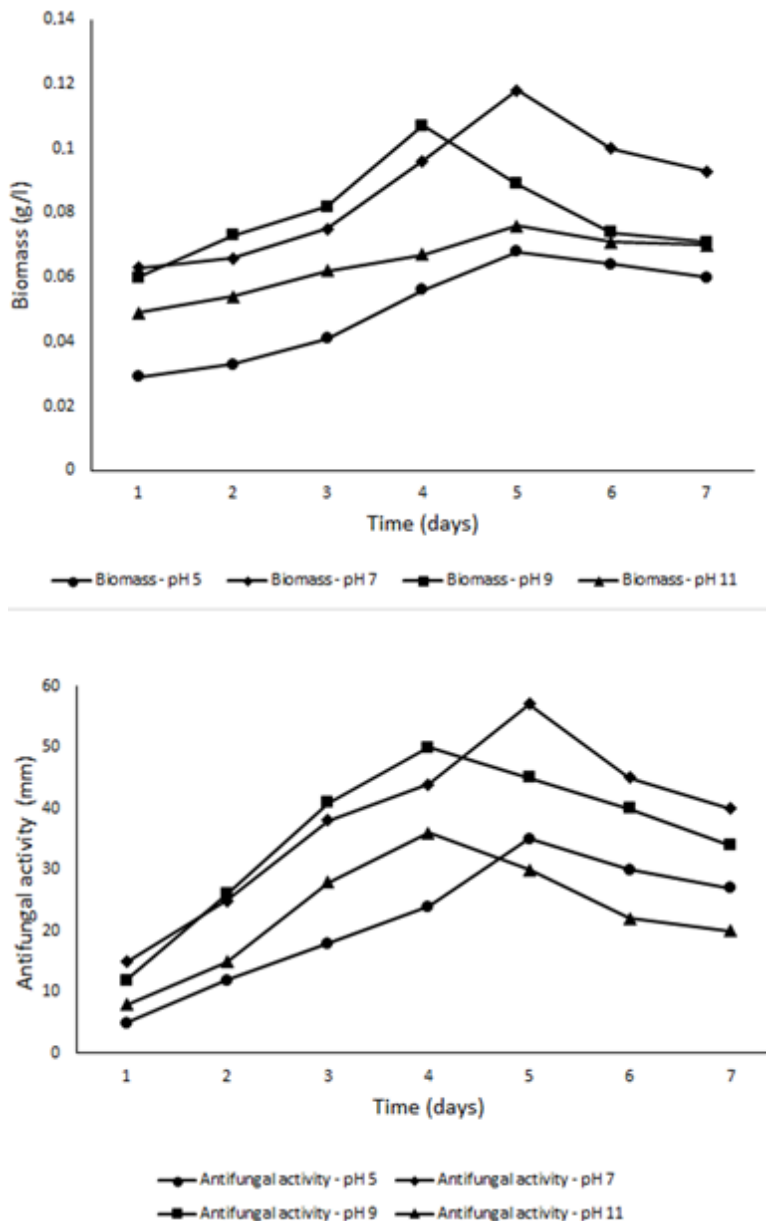 0.14
0.12
0.1
0.08
0.06
0.04
0.02
0
Biomass (g/l)
1 2 3 4 5 6 7
Time (days)
Biomass - pH 5 Biomass - pH 7 Biomass - pH 9 Biomass - pH 11
60
50
40
30
20
10
0
Antifungal activity (mm)
1 2 3 4 5 6 7
Time (days)
Antifungal activity - pH 5 Antifungal activity - pH 7
Antifungal activity - pH 9 Antifungal activity - pH 11